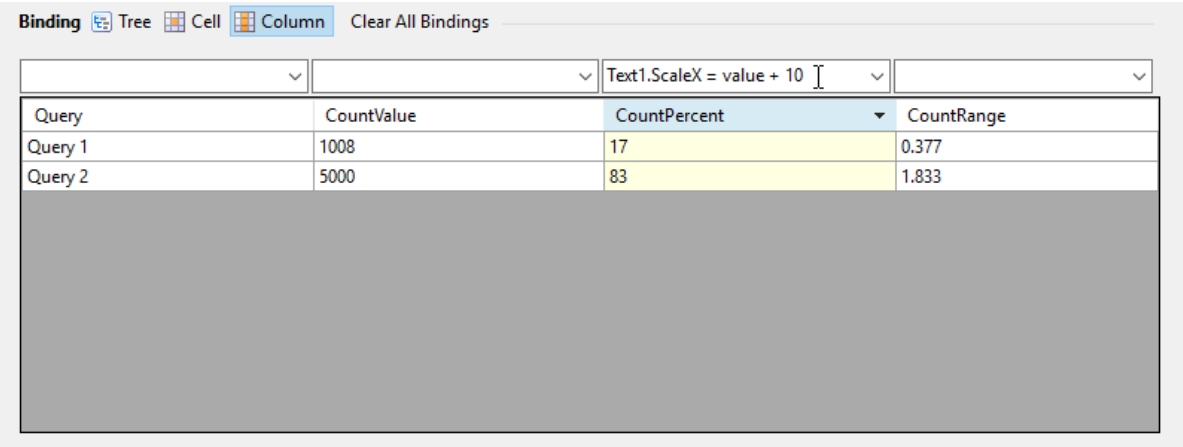 Binding Tree Cell Column Clear All Bindings
Text1.ScaleX = value + 10
Query CountValue CountPercent CountRange
Query 1 1008 17 0.377
Query 2 5000 83 1.833